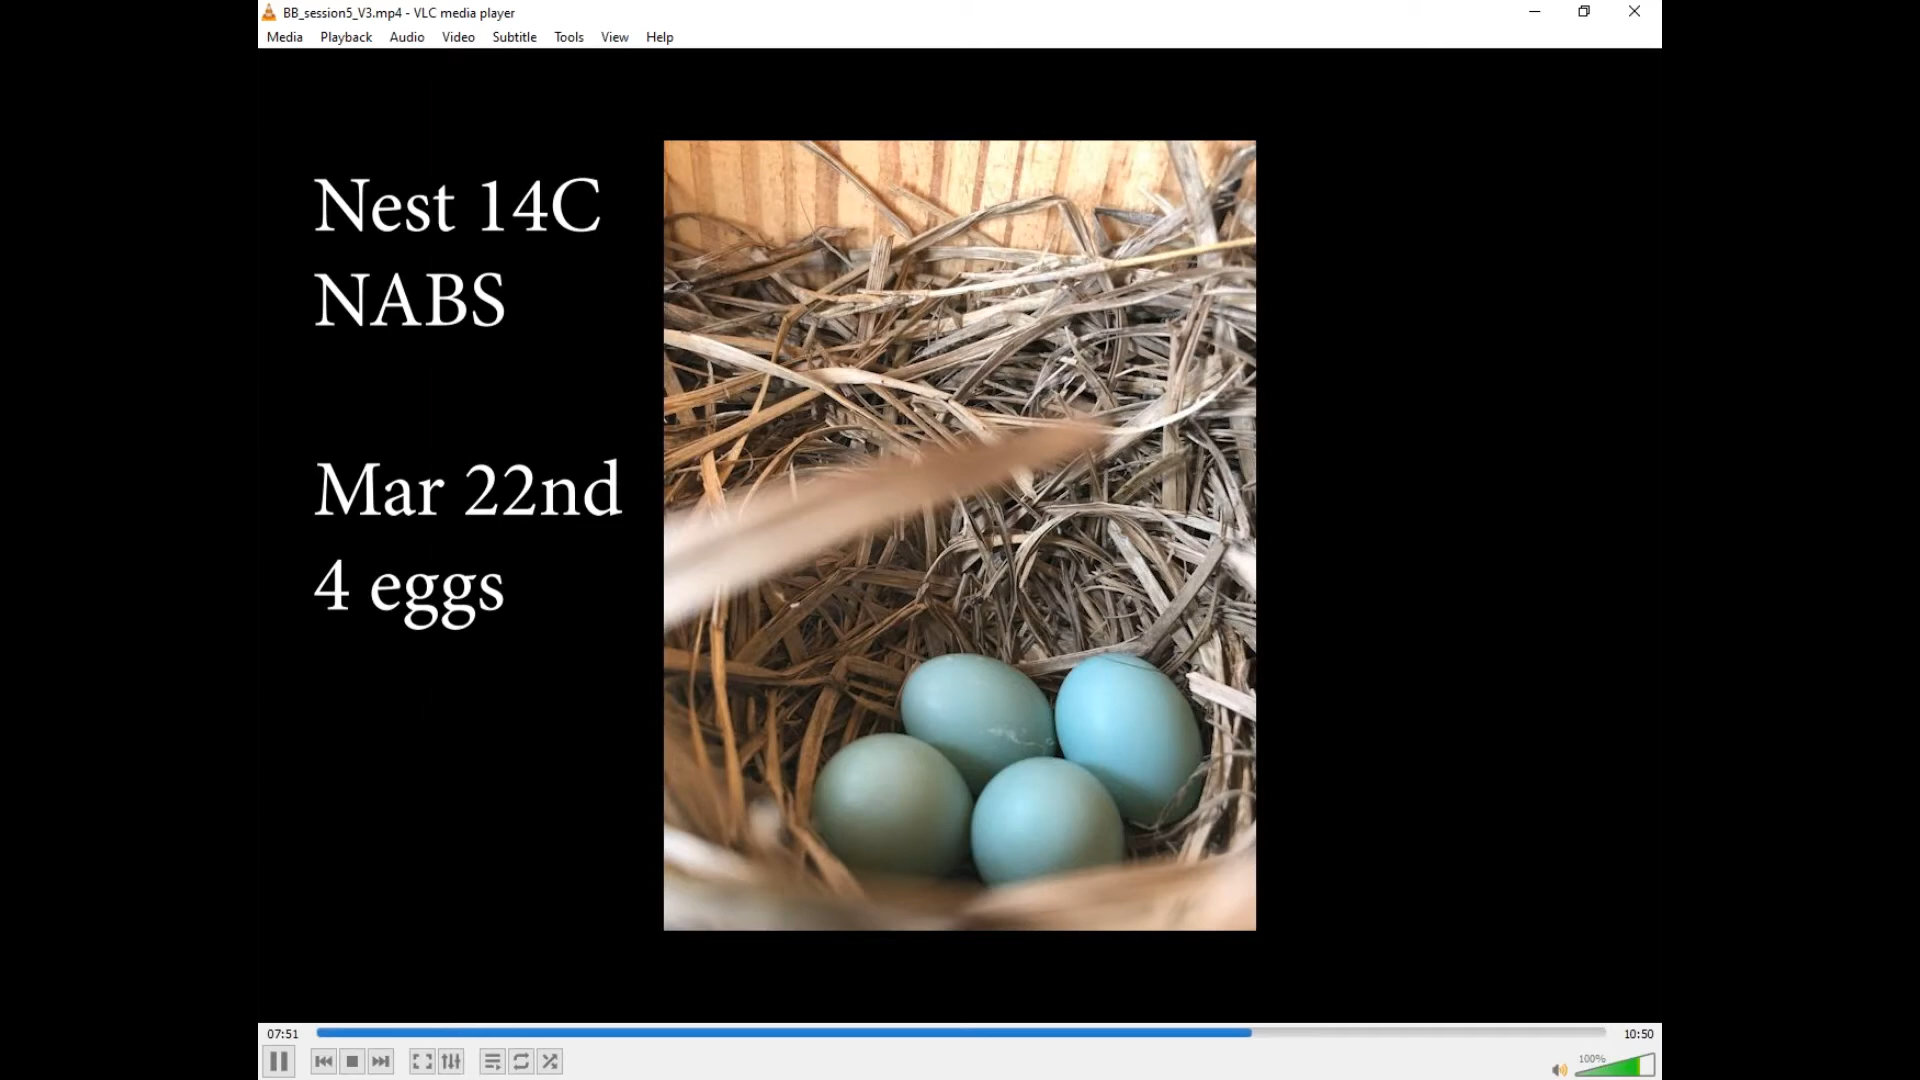 BB_session5_V3.mp4 - VLC media player
Media Playback Audio Video Subtitle Tools View Help
Nest 14C
NABS
Mar 22nd
4 eggs
07:51 10:50
100%